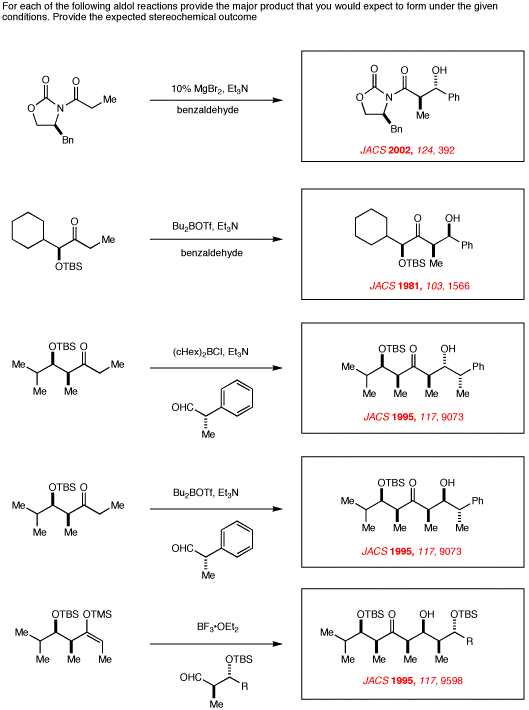 For each of the following aldol reactions provide the major product that you would expect to form under the given
conditions. Provide the expected stereochemical outcome
O O
O N Me
Bn
10% MgBr2, Et3N
benzaldehyde
O O OH
O N Ph
Me
Bn
JACS 2002, 124, 392
O
Me
OTBS
Bu2BOTf, Et3N
benzaldehyde
O OH
Ph
OTBS Me
JACS 1981, 103, 1566
OTBS O
Me Me
Me Me
(cHex)2BCl, Et3N
OHC
Me
OTBS O OH
Me Ph
Me Me Me Me
JACS 1995, 117, 9073
OTBS O
Me Me
Me Me
Bu2BOTf, Et3N
OHC
Me
OTBS O OH
Me Ph
Me Me Me Me
JACS 1995, 117, 9073
OTBS OTMS
Me
Me Me Me
BF3•OEt2
OTBS
OHC R
Me
OTBS O OH OTBS
Me R
Me Me Me Me
JACS 1995, 117, 9598